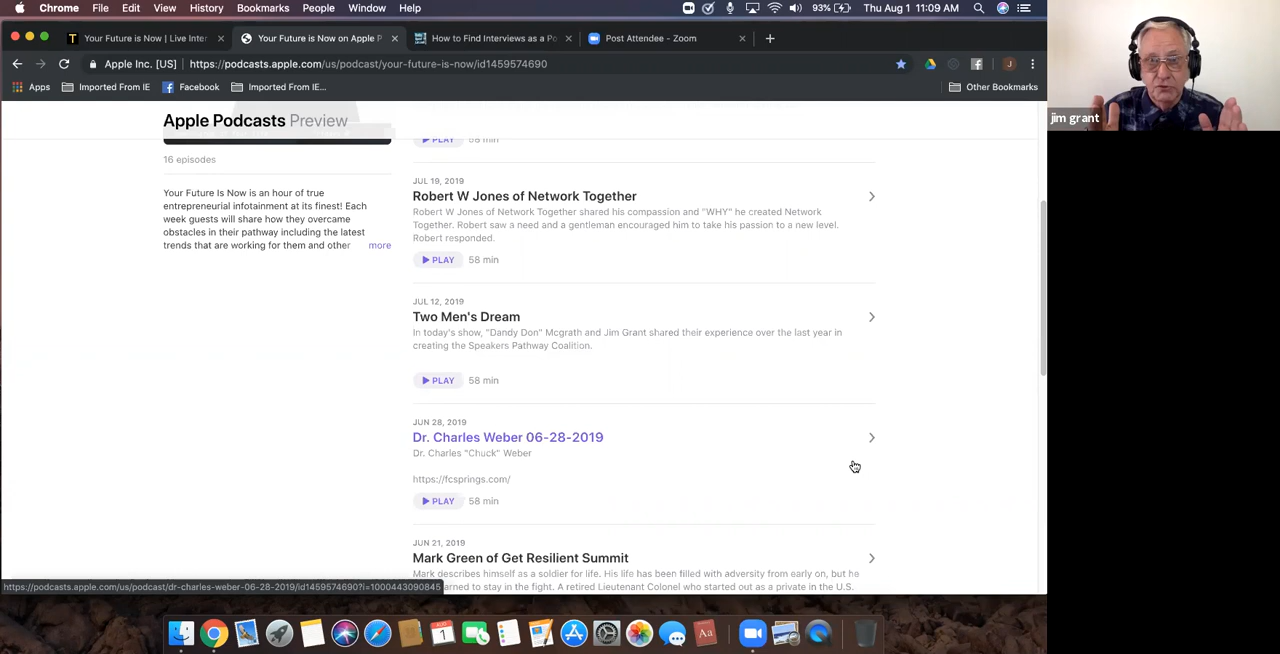 Chrome File Edit View History Bookmarks People Window Help 93% Thu Aug 1 11:09 AM
Your Future is Now | Live Inter Your Future is Now on Apple P How to Find Interviews as a Po Post Attendee - Zoom
Apple Inc. [US] https://podcasts.apple.com/us/podcast/your-future-is-now/id1459574690
Apps Imported From IE Facebook Imported From IE... Other Bookmarks
Apple Podcasts Preview
16 episodes
Your Future Is Now is an hour of true
entrepreneurial infotainment at its finest! Each
week guests will share how they overcame
obstacles in their pathway including the latest
trends that are working for them and other more
PLAY 58 min
JUL 19, 2019
Robert W Jones of Network Together
Robert W Jones of Network Together shared his compassion and "WHY" he created Network
Together. Robert saw a need and a gentleman encouraged him to take his passion to a new level.
Robert responded.
PLAY 58 min
JUL 12, 2019
Two Men's Dream
In today's show, "Dandy Don" Mcgrath and Jim Grant shared their experience over the last year in
creating the Speakers Pathway Coalition.
PLAY 58 min
JUN 28, 2019
Dr. Charles Weber 06-28-2019
Dr. Charles "Chuck" Weber
https://fcsprings.com/
PLAY 58 min
JUN 21, 2019
Mark Green of Get Resilient Summit
Mark describes himself as a soldier for life. His life has been filled with adversity from early on, but he
arned to stay in the fight. A retired Lieutenant Colonel who started out as a private in the U.S.
https://podcasts.apple.com/us/podcast/dr-charles-weber-06-28-2019/id1459574690?i=1000443090845
jim grant